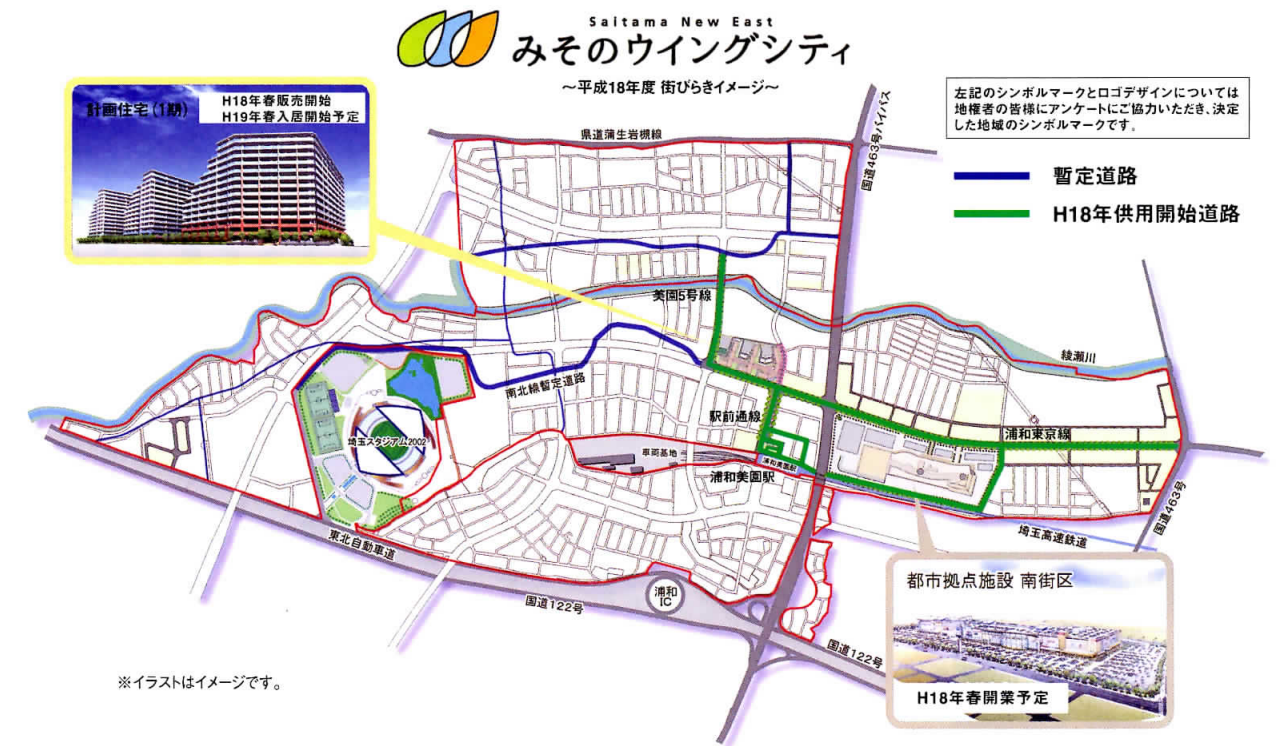 Saitama New East
みそのウイングシティ
～平成18年度 街びらきイメージ～
計画住宅(1期)
H18年春販売開始
H19年春入居開始予定
左記のシンボルマークとロゴデザインについては
地権者の皆様にアンケートにご協力いただき、決定
した地域のシンボルマークです。
暫定道路
H18年供用開始道路
県道蒲生岩槻線
国道463号バイパス
美園5号線
綾瀬川
南北線暫定道路
駅前通線
浦和東京線
埼玉スタジアム2002
車両基地
浦和美園駅
浦和美園駅
国道463号
埼玉高速鉄道
東北自動車道
国道122号
浦和
IC
国道122号
都市拠点施設 南街区
H18年春開業予定
※イラストはイメージです。